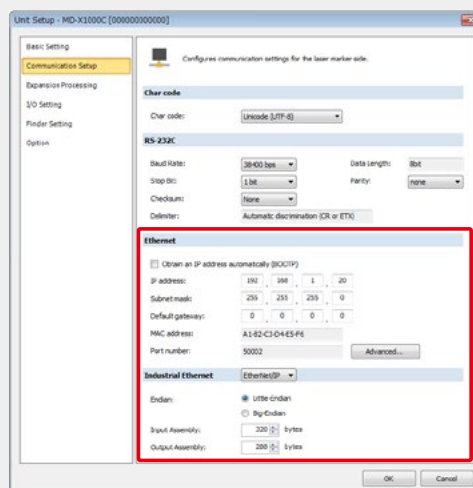 Unit Setup - MD-X1000C [000000000000]
Basic Setting
Communication Setup
Expansion Processing
I/O Setting
Finder Setting
Option
Configures communication settings for the laser marker side.
Char code
Char code: Unicode (UTF-8)
RS-232C
Baud Rate: 38400 bps Data Length: 8bit
Stop Bit: 1 bit Parity: none
Checksum: None
Delimiter: Automatic discrimination (CR or ETX)
Ethernet
Obtain an IP address automatically (BOOTP)
IP address: 192 . 168 . 1 . 20
Subnet mask: 255 . 255 . 255 . 0
Default gateway: 0 . 0 . 0 . 0
MAC address: A1-B2-C3-D4-E5-F6
Port number: 50002 Advanced...
Industrial Ethernet EtherNet/IP
Endian: Little Endian
Big-Endian
Input Assembly: 320 bytes
Output Assembly: 280 bytes
OK Cancel